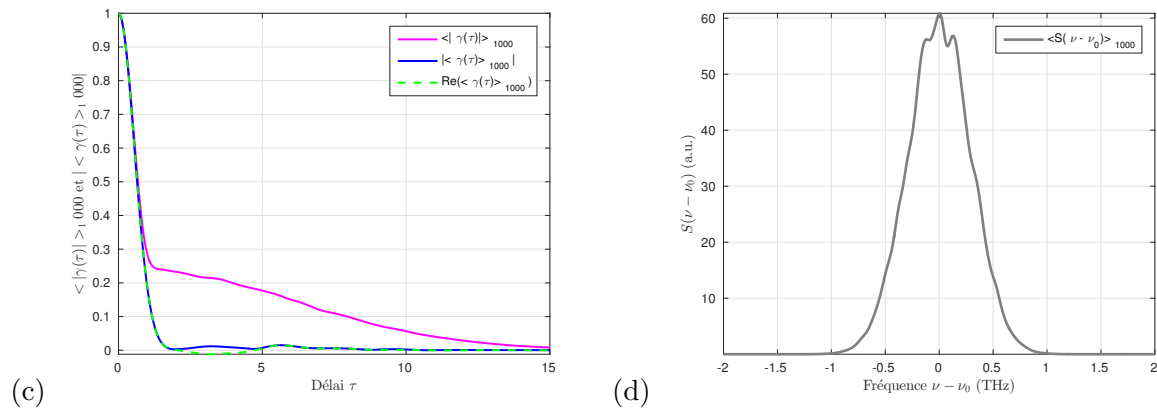 <| γ(τ)|> 1000
|< γ(τ)> 1000 |
Re(< γ(τ)> 1000 )
< |γ(τ)| >1 000 et | < γ(τ) >1 000|
1
0.9
0.8
0.7
0.6
0.5
0.4
0.3
0.2
0.1
0
0 5 10 15
Délai τ
(c)
<S( ν - ν0)> 1000
S(ν − ν0) (a.u.)
60
50
40
30
20
10
-2 -1.5 -1 -0.5 0 0.5 1 1.5 2
Fréquence ν − ν0 (THz)
(d)